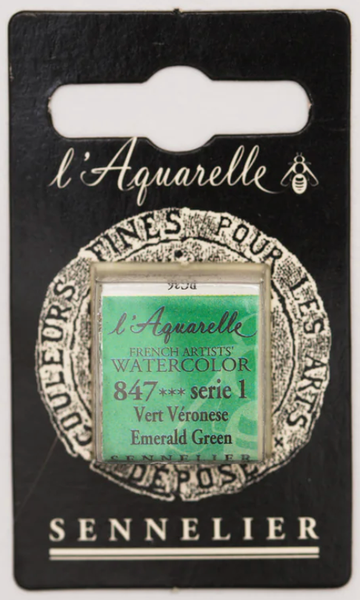 l'Aquarelle
COULEURS FINES POUR LES ARTS
DÉPOSÉ
l'Aquarelle
FRENCH ARTISTS'
WATERCOLOR
847*** serie 1
Vert Véronese
Emerald Green
SENNELIER
SENNELIER